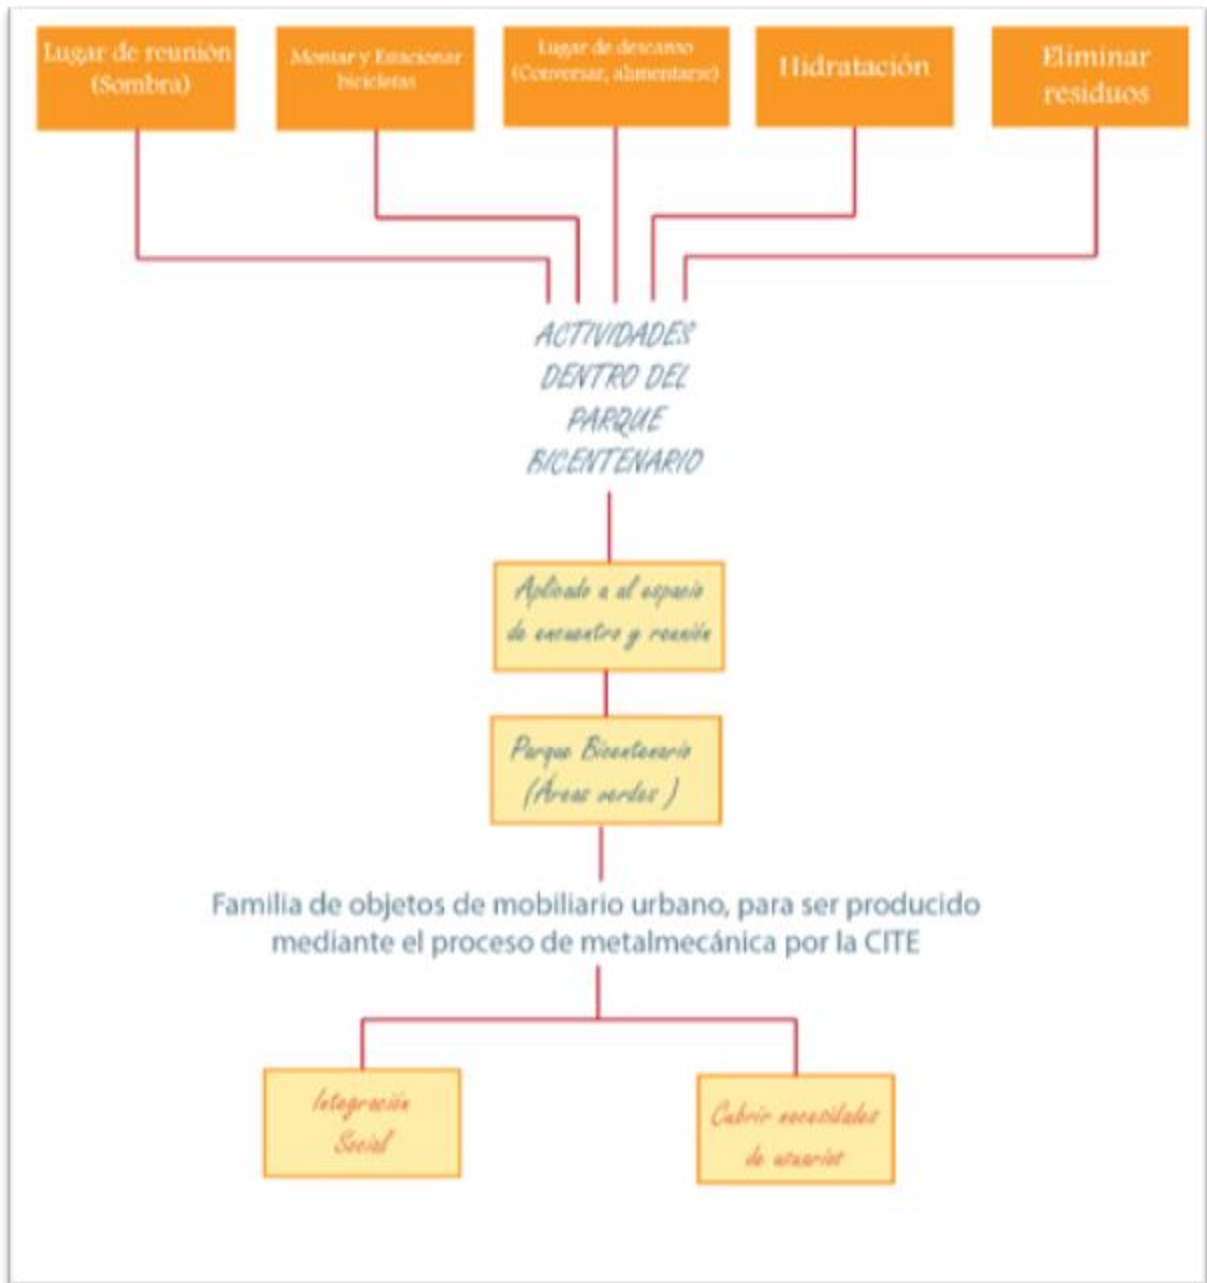 Lugar de reunión
(Sombra)
Montar y Estacionar
bicicletas
Lugar de descanso
(Conversar, alimentarse)
Hidratación
Eliminar
residuos
ACTIVIDADES
DENTRO DEL
PARQUE
BICENTENARIO
Aplicado a al espacio
de encuentro y reunión
Parque Bicentenario
(Áreas verdes )
Familia de objetos de mobiliario urbano, para ser producido
mediante el proceso de metalmecánica por la CITE
Integración
Social
Cubrir necesidades
de usuarios